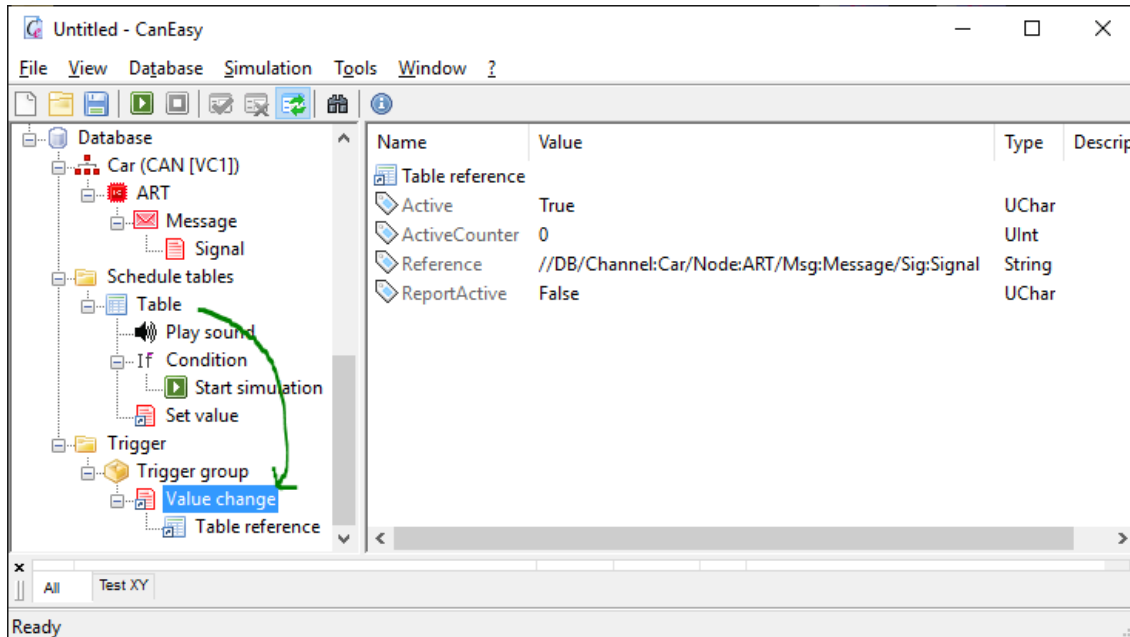 Untitled - CanEasy
File View Database Simulation Tools Window ?
Database
Car (CAN [VC1])
ART
Message
Signal
Schedule tables
Table
Play sound
If Condition
Start simulation
Set value
Trigger
Trigger group
Value change
Table reference
Name Value Type Descrip
Table reference
Active True UChar
ActiveCounter 0 UInt
Reference //DB/Channel:Car/Node:ART/Msg:Message/Sig:Signal String
ReportActive False UChar
All Test XY
Ready